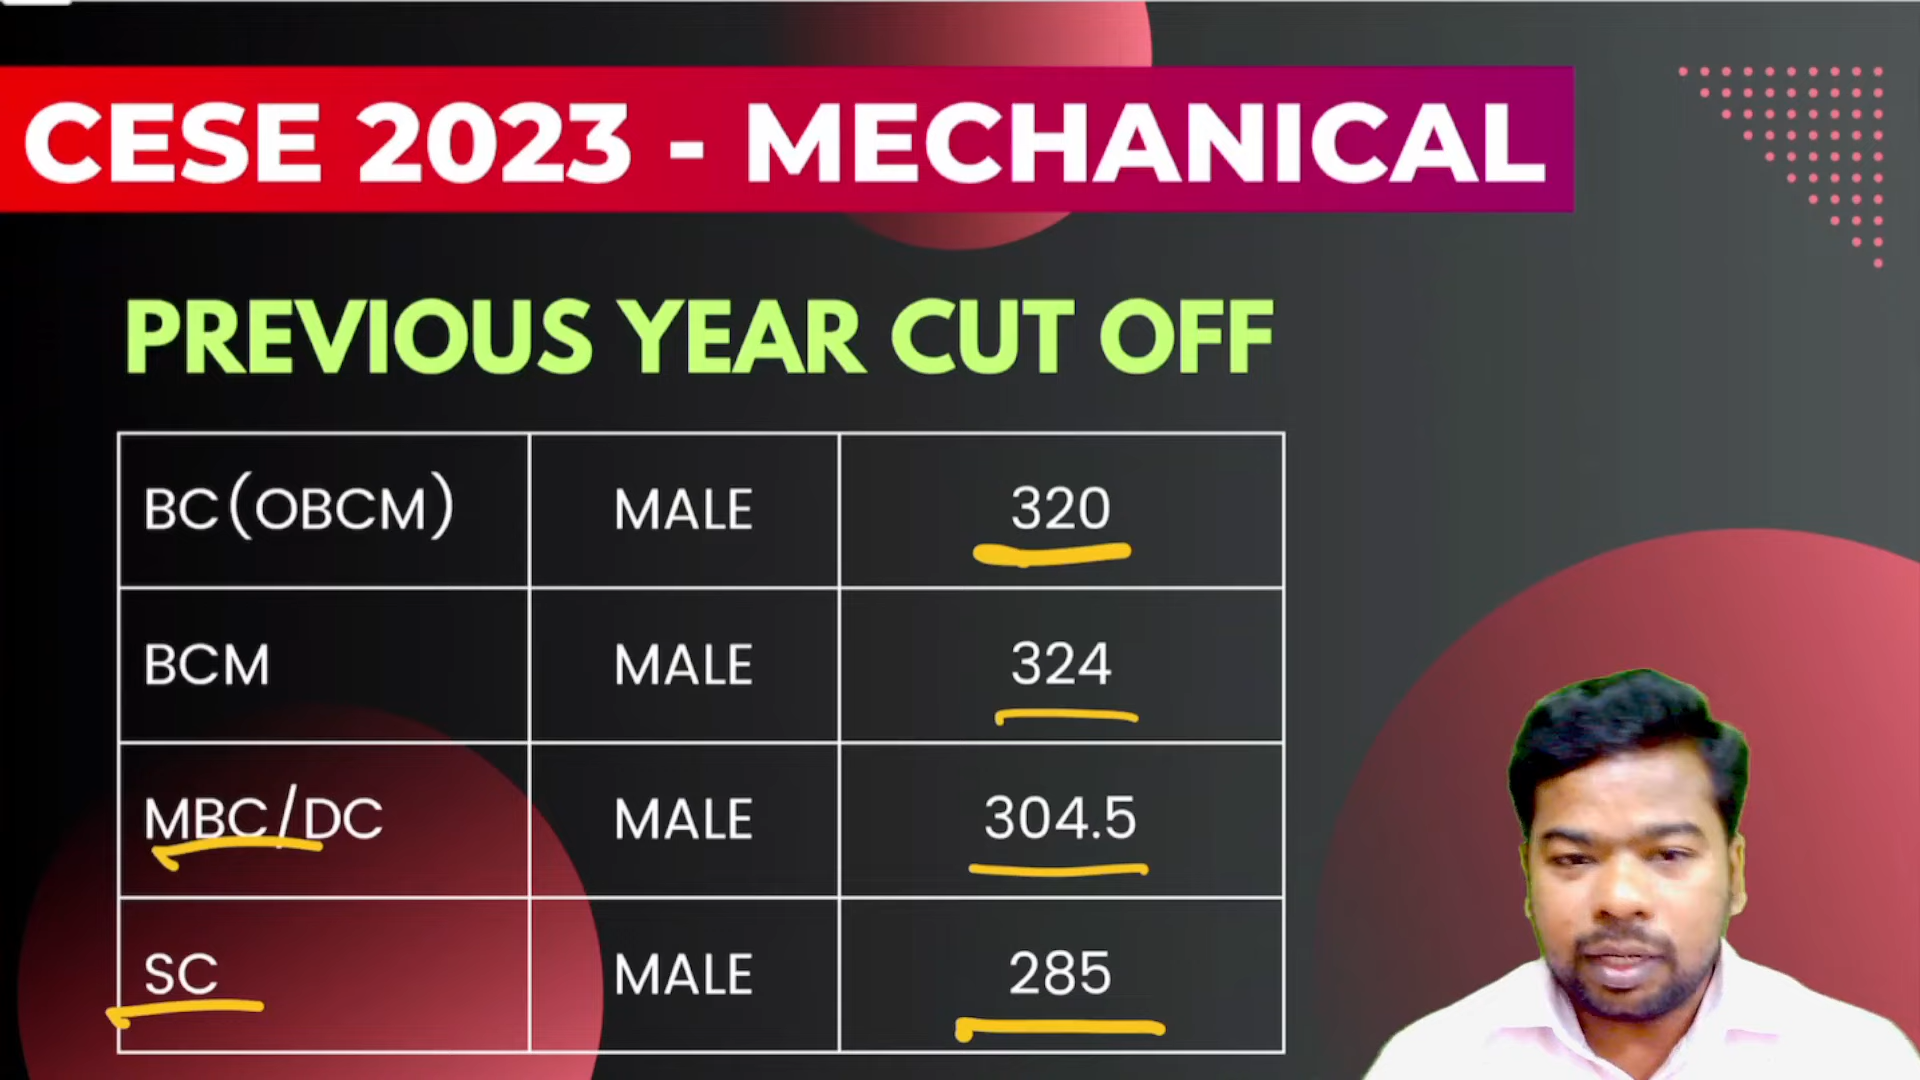 CESE 2023 - MECHANICAL
PREVIOUS YEAR CUT OFF
BC(OBCM) MALE 320
BCM MALE 324
MBC/DC MALE 304.5
SC MALE 285